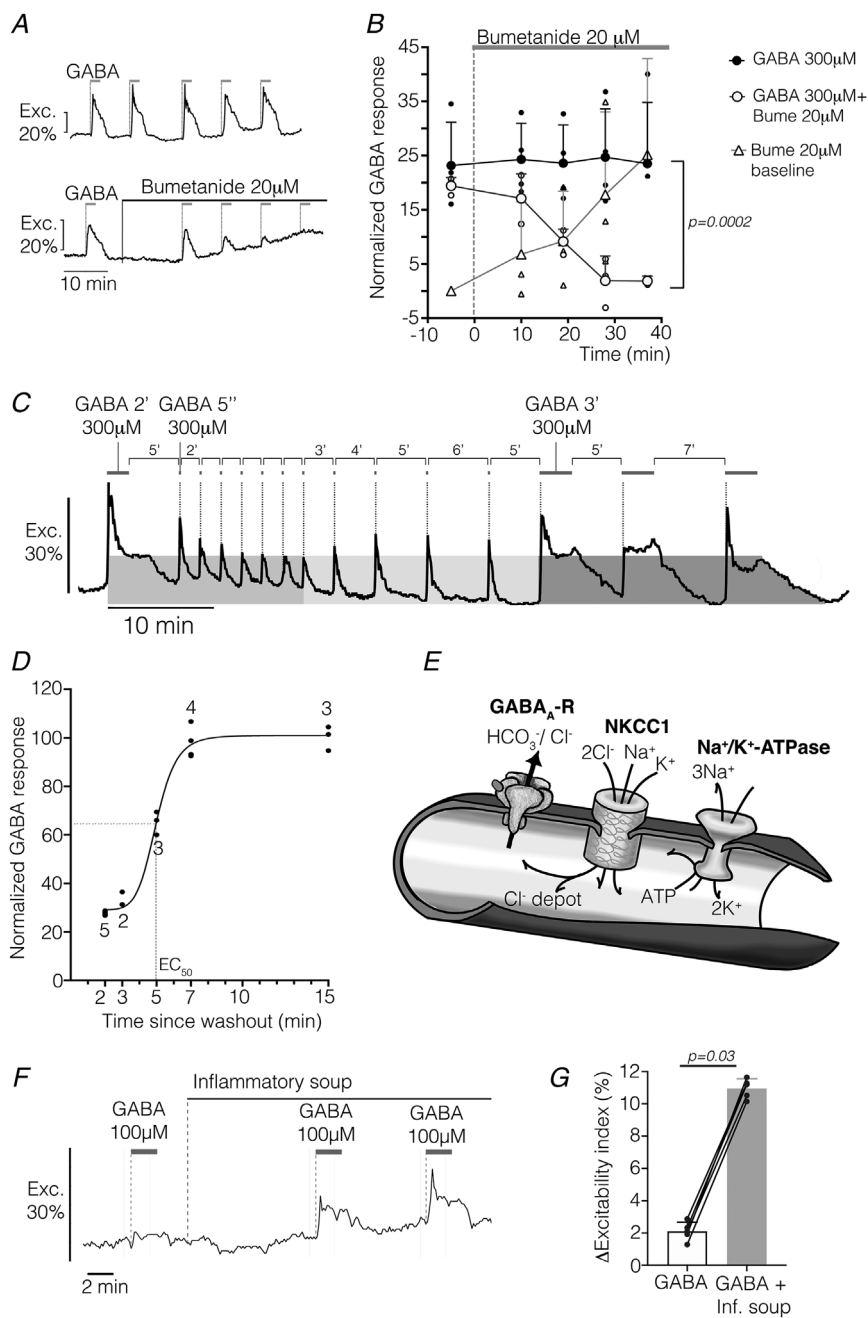 A
GABA
Exc.
20%
GABA
Bumetanide 20μM
Exc.
20%
10 min
B
Bumetanide 20 μM
Normalized GABA response
45
35
25
15
5
-5
-10
0
10
20
30
40
Time (min)
p=0.0002
GABA 300μM
GABA 300μM+
Bume 20μM
Bume 20μM
baseline
C
GABA 2' GABA 5'' GABA 3'
300μM 300μM 300μM
5' 2' 3' 4' 5' 6' 5' 5' 7'
Exc.
30%
10 min
D
Normalized GABA response
120
100
80
60
40
20
0
5
2
3
4
3
EC50
2 3 5 7 10 15
Time since washout (min)
E
GABAA-R
HCO3-/ Cl-
NKCC1
2Cl- Na+
K+
Na+/K+-ATPase
3Na+
Cl- depot
ATP
2K+
F
Inflammatory soup
GABA
100μM
GABA
100μM
GABA
100μM
Exc.
30%
2 min
G
p=0.03
ΔExcitability index (%)
12
10
8
6
4
2
0
GABA
GABA +
Inf. soup